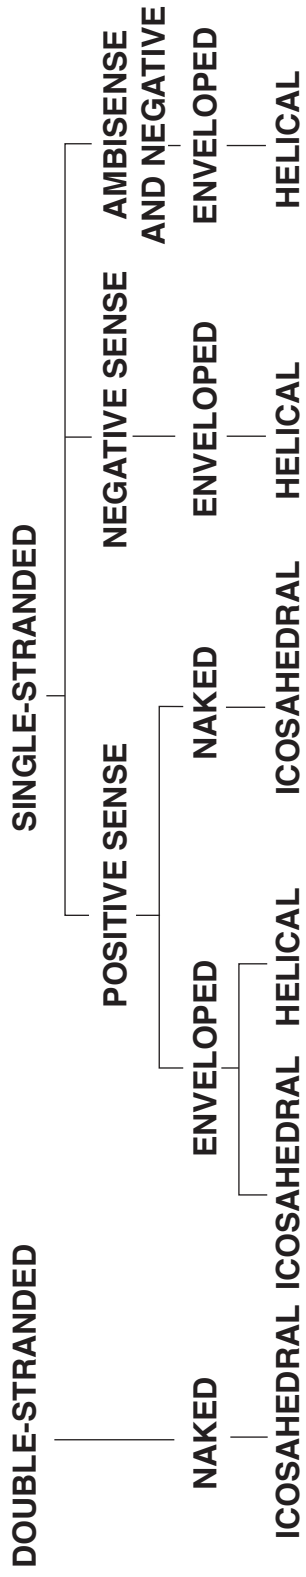 DOUBLE-STRANDED
SINGLE-STRANDED
POSITIVE SENSE
NEGATIVE SENSE
AMBISENSE
AND NEGATIVE
NAKED
ENVELOPED
NAKED
ENVELOPED
ENVELOPED
ICOSAHEDRAL
ICOSAHEDRAL
HELICAL
ICOSAHEDRAL
HELICAL
HELICAL